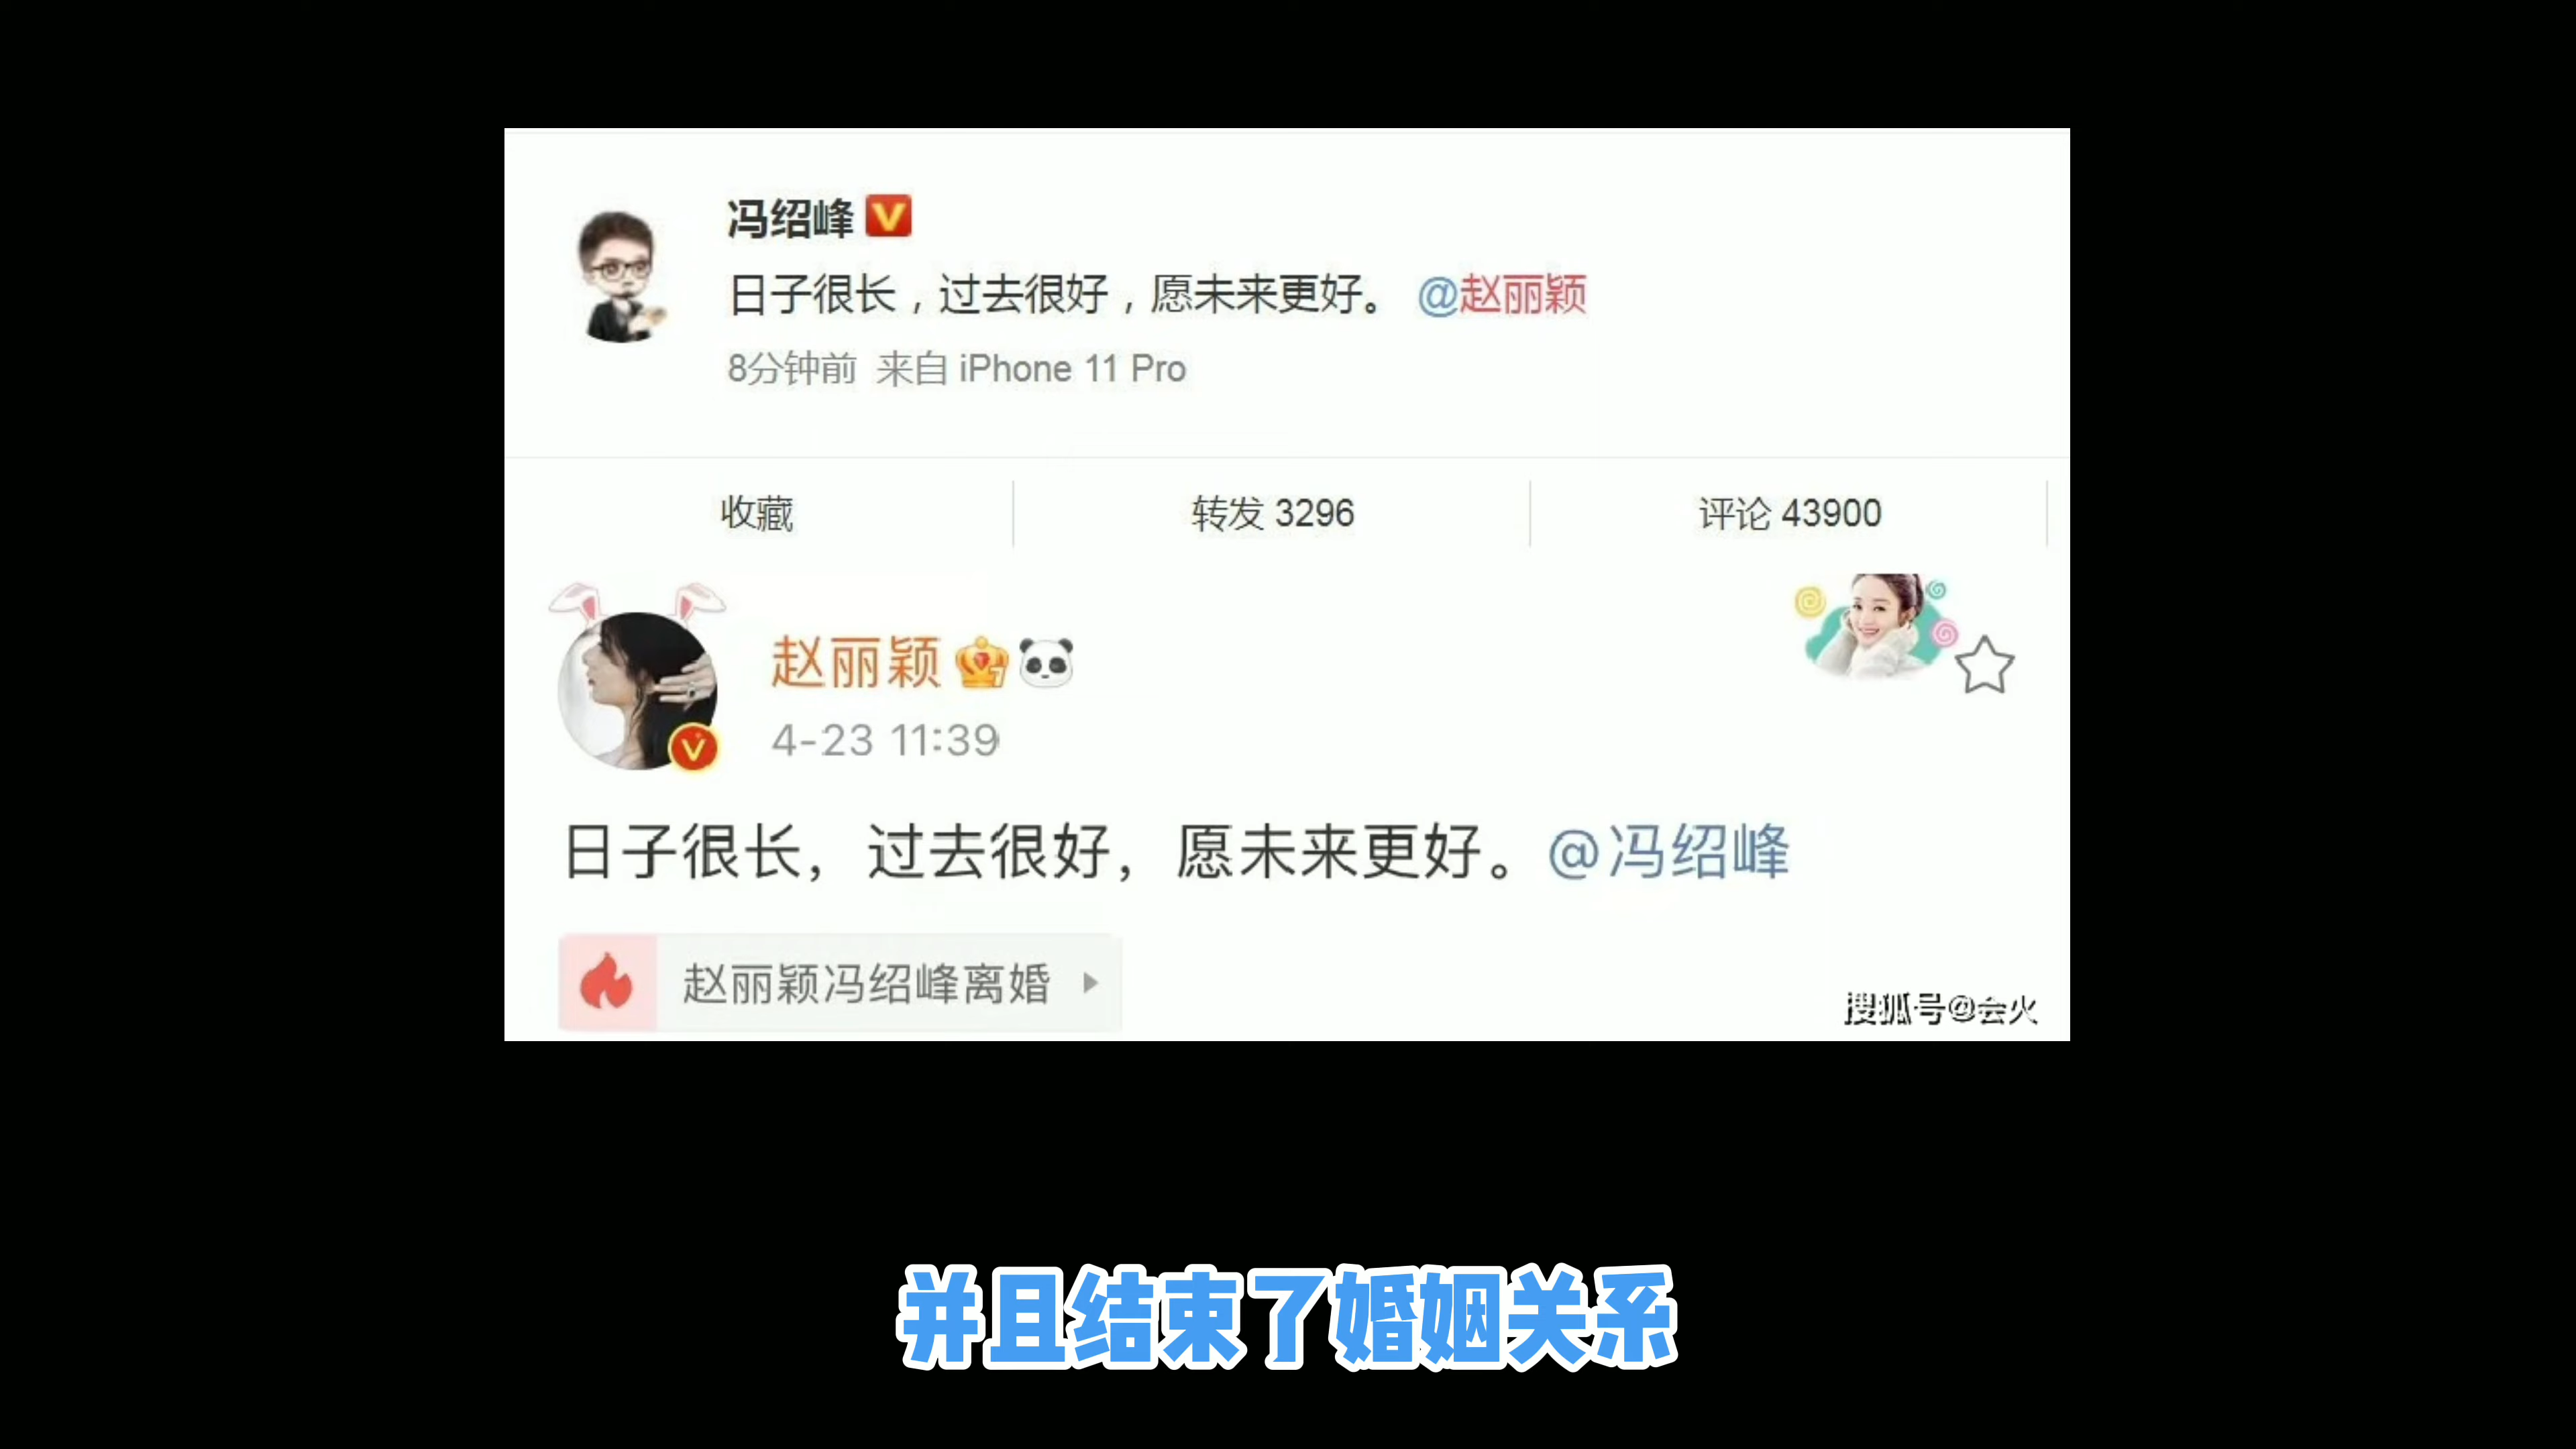 冯绍峰
日子很长，过去很好，愿未来更好。 @赵丽颖
8分钟前 来自 iPhone 11 Pro
收藏
转发 3296
评论 43900
赵丽颖
4-23 11:39
日子很长，过去很好，愿未来更好。@冯绍峰
赵丽颖冯绍峰离婚
搜狐号@会火
并且结束了婚姻关系